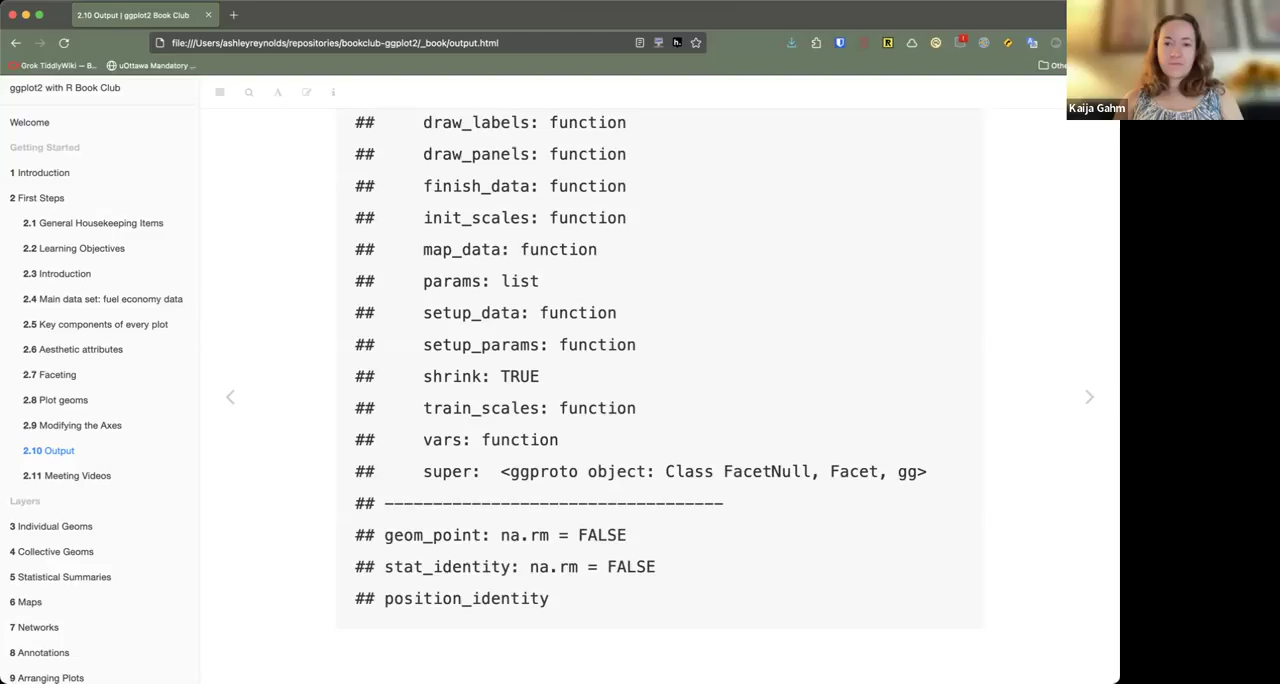 2.10 Output | ggplot2 Book Club
file:///Users/ashleyreynolds/repositories/bookclub-ggplot2/_book/output.html
Grok TiddlyWiki — B...
uOttawa Mandatory ...
Othe
Kaija Gahm
ggplot2 with R Book Club
Welcome
Getting Started
1 Introduction
2 First Steps
2.1 General Housekeeping Items
2.2 Learning Objectives
2.3 Introduction
2.4 Main data set: fuel economy data
2.5 Key components of every plot
2.6 Aesthetic attributes
2.7 Faceting
2.8 Plot geoms
2.9 Modifying the Axes
2.10 Output
2.11 Meeting Videos
Layers
3 Individual Geoms
4 Collective Geoms
5 Statistical Summaries
6 Maps
7 Networks
8 Annotations
9 Arranging Plots
## draw_labels: function
## draw_panels: function
## finish_data: function
## init_scales: function
## map_data: function
## params: list
## setup_data: function
## setup_params: function
## shrink: TRUE
## train_scales: function
## vars: function
## super: <ggproto object: Class FacetNull, Facet, gg>
## -----------------------------------
## geom_point: na.rm = FALSE
## stat_identity: na.rm = FALSE
## position_identity